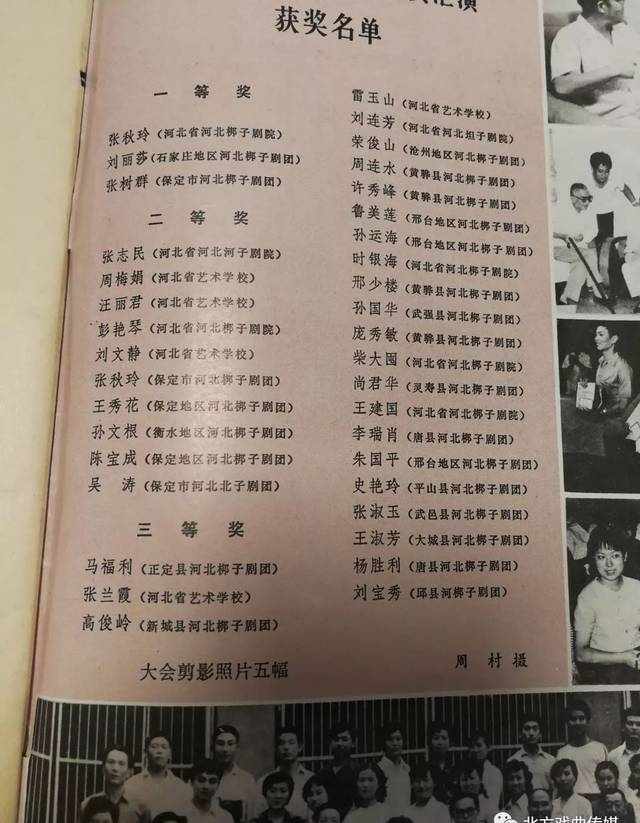 汇演
获奖名单
一等奖
张秋玲(河北省河北梆子剧院)
刘丽莎(石家庄地区河北梆子剧团)
张树群(保定市河北梆子剧团)
二等奖
张志民(河北省河北河子剧院)
周梅娟(河北省艺术学校)
汪丽君(河北省艺术学校)
彭艳琴(河北省河北梆子剧院)
刘文静(河北省艺术学校)
张秋玲(保定市河北梆子剧团)
王秀花(保定地区河北梆子剧团)
孙文根(衡水地区河北梆子剧团)
陈宝成(保定地区河北梆子剧团)
吴涛(保定市河北北子剧团)
三等奖
马福利(正定县河北梆子剧团)
张兰霞(河北省艺术学校)
高俊岭(新城县河北梆子剧团)
雷玉山(河北省艺术学校)
刘连芳(河北省河北坦子剧院)
荣俊山(沧州地区河北梆子剧团)
周连水(黄骅县河北梆子剧团)
许秀峰(黄骅县河北梆子剧团)
鲁美莲(邢台地区河北梆子剧团)
孙运海(邢台地区河北梆子剧团)
时银海(河北省河北梆子剧院)
邢少楼(黄骅县河北梆子剧团)
孙国华(武强县河北梆子剧团)
庞秀敏(黄骅县河北梆子剧团)
柴大囤(河北省河北梆子剧院)
尚君华(灵寿县河北梆子剧团)
王建国(河北省河北梆子剧院)
李瑞肖(唐县河北梆子剧团)
朱国平(邢台地区河北梆子剧团)
史艳玲(平山县河北梆子剧团)
张淑玉(武邑县河北梆子剧团)
王淑芳(大城县河北梆子剧团)
杨胜利(唐县河北梆子剧团)
刘宝秀(邱县河梆子剧团)
大会剪影照片五幅
周村摄
北方戏曲传媒